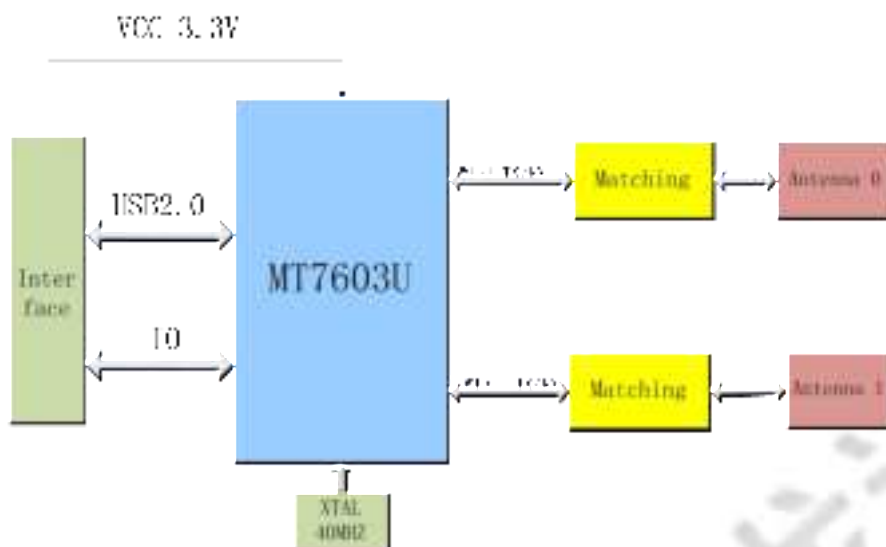 VCC 3.3V
USB2.0
Inter
face
IO
MT7603U
Matching
Antenna 0
Matching
Antenna 1
XTAL
40MHZ